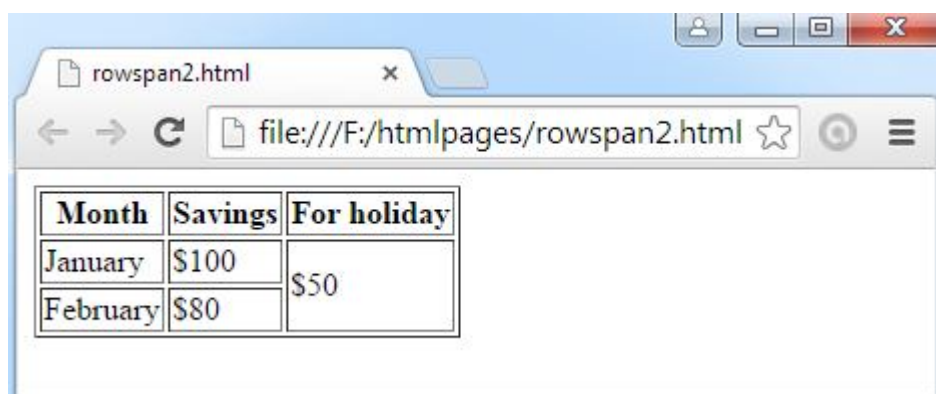 rowspan2.html
file:///F:/htmlpages/rowspan2.html
Month Savings For holiday
January $100
$50
February $80